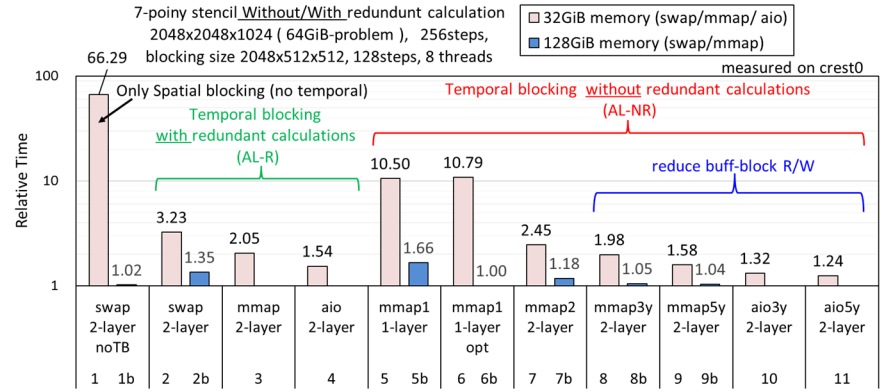 7-poiny stencil Without/With redundunt calculation
2048x2048x1024 ( 64GiB-problem ), 256steps,
blocking size 2048x512x512, 128steps, 8 threads
32GiB memory (swap/mmap/ aio)
128GiB memory (swap/mmap)
measured on crest0
66.29
Only Spatial blocking (no temporal)
Temporal blocking
with redundant calculations
(AL-R)
Temporal blocking without redundant calculations
(AL-NR)
reduce buff-block R/W
Relative Time
100
10
1
1.02
3.23
1.35
2.05
1.54
10.50
1.66
10.79
1.00
2.45
1.18
1.98
1.05
1.58
1.04
1.32
1.24
swap
2-layer
noTB
swap
2-layer
mmap
2-layer
aio
2-layer
mmap1
1-layer
mmap1
1-layer
opt
mmap2
2-layer
mmap3y
2-layer
mmap5y
2-layer
aio3y
2-layer
aio5y
2-layer
1 1b 2 2b 3 4 5 5b 6 6b 7 7b 8 8b 9 9b 10 11